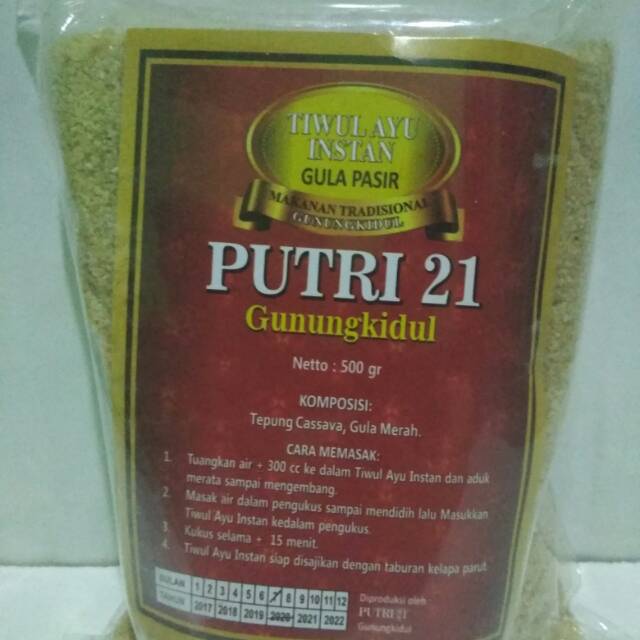 TIWUL AYU
INSTAN
GULA PASIR
MAKANAN TRADISIONAL
GUNUNGKIDUL
PUTRI 21
Gunungkidul
Netto : 500 gr
KOMPOSISI:
Tepung Cassava, Gula Merah.
CARA MEMASAK:
1. Tuangkan air + 300 cc ke dalam Tiwul Ayu Instan dan aduk
merata sampai mengembang.
2. Masak air dalam pengukus sampai mendidih lalu Masukkan
Tiwul Ayu Instan kedalam pengukus.
3. Kukus selama + 15 menit.
4. Tiwul Ayu Instan siap disajikan dengan taburan kelapa parut.
BULAN 1 2 3 4 5 6 7 8 9 10 11 12
TAHUN 2017 2018 2019 2020 2021 2022
Diproduksi oleh
PUTRI 21
Gunungkidul